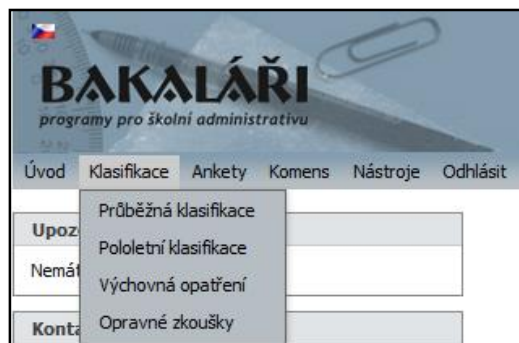 BAKALÁŘI
programy pro školní administrativu
Úvod Klasifikace Ankety Komens Nástroje Odhlásit
Průběžná klasifikace
Pololetní klasifikace
Výchovná opatření
Opravné zkoušky